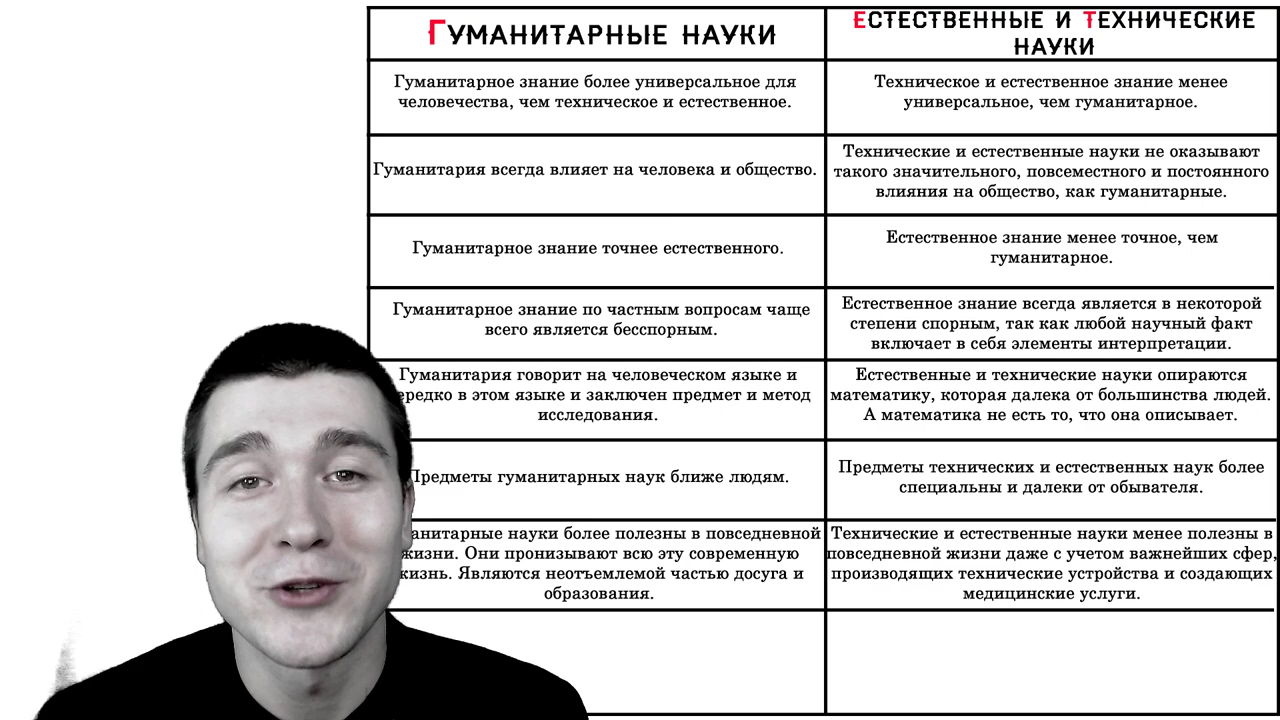 Гуманитарные науки
Естественные и Технические
науки
Гуманитарное знание более универсальное для
человечества, чем техническое и естественное.
Техническое и естественное знание менее
универсальное, чем гуманитарное.
Гуманитария всегда влияет на человека и общество.
Технические и естественные науки не оказывают
такого значительного, повсеместного и постоянного
влияния на общество, как гуманитарные.
Гуманитарное знание точнее естественного.
Естественное знание менее точное, чем
гуманитарное.
Гуманитарное знание по частным вопросам чаще
всего является бесспорным.
Естественное знание всегда является в некоторой
степени спорным, так как любой научный факт
включает в себя элементы интерпретации.
Гуманитария говорит на человеческом языке и
ередко в этом языке и заключен предмет и метод
исследования.
Естественные и технические науки опираются
математику, которая далека от большинства людей.
А математика не есть то, что она описывает.
Предметы гуманитарных наук ближе людям.
Предметы технических и естественных наук более
специальны и далеки от обывателя.
анитарные науки более полезны в повседневной
жизни. Они пронизывают всю эту современную
жизнь. Являются неотъемлемой частью досуга и
образования.
Технические и естественные науки менее полезны в
повседневной жизни даже с учетом важнейших сфер,
производящих технические устройства и создающих
медицинские услуги.